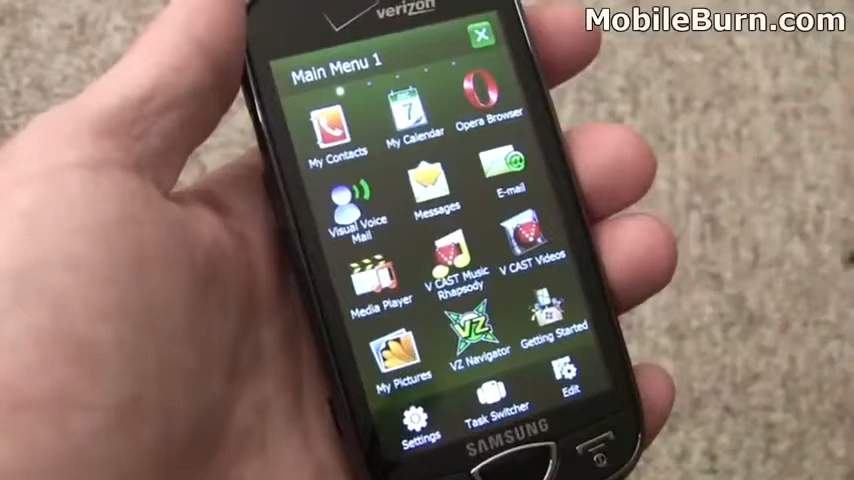 MobileBurn.com
verizon
Main Menu 1
My Contacts
My Calendar
Opera Browser
7
Visual Voice
Mail
Messages
E-mail
@
Media Player
V CAST Music
Rhapsody
V CAST Videos
My Pictures
VZ
VZ Navigator
Getting Started
Settings
Task Switcher
Edit
SAMSUNG